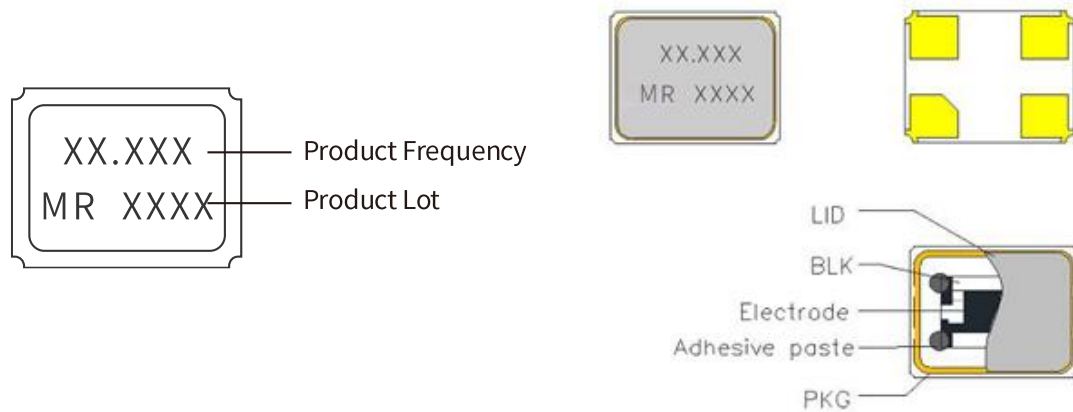 XX.XXX
MR XXXX
Product Frequency
Product Lot
XX.XXX
MR XXXX
LID
BLK
Electrode
Adhesive paste
PKG